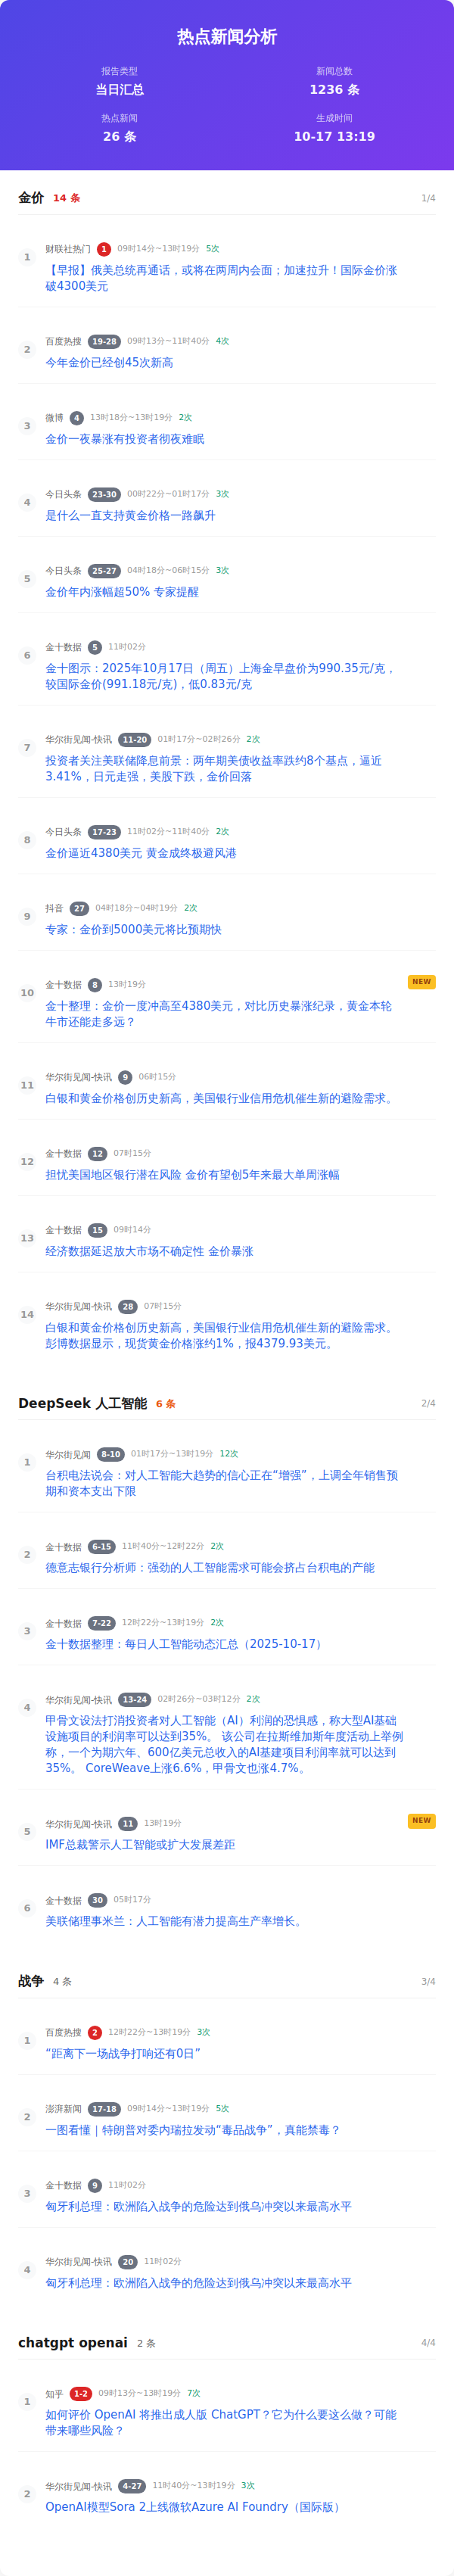 热点新闻分析
报告类型
当日汇总
新闻总数
1236 条
热点新闻
26 条
生成时间
10-17 13:19
金价 14 条 1/4
1
财联社热门 1 09时14分~13时19分 5次
【早报】俄美总统再通话，或将在两周内会面；加速拉升！国际金价涨
破4300美元
2
百度热搜 19-28 09时13分~11时40分 4次
今年金价已经创45次新高
3
微博 4 13时18分~13时19分 2次
金价一夜暴涨有投资者彻夜难眠
4
今日头条 23-30 00时22分~01时17分 3次
是什么一直支持黄金价格一路飙升
5
今日头条 25-27 04时18分~06时15分 3次
金价年内涨幅超50% 专家提醒
6
金十数据 5 11时02分
金十图示：2025年10月17日（周五）上海金早盘价为990.35元/克，
较国际金价(991.18元/克)，低0.83元/克
7
华尔街见闻-快讯 11-20 01时17分~02时26分 2次
投资者关注美联储降息前景：两年期美债收益率跌约8个基点，逼近
3.41%，日元走强，美股下跌，金价回落
8
今日头条 17-23 11时02分~11时40分 2次
金价逼近4380美元 黄金成终极避风港
9
抖音 27 04时18分~04时19分 2次
专家：金价到5000美元将比预期快
10
金十数据 8 13时19分 NEW
金十整理：金价一度冲高至4380美元，对比历史暴涨纪录，黄金本轮
牛市还能走多远？
11
华尔街见闻-快讯 9 06时15分
白银和黄金价格创历史新高，美国银行业信用危机催生新的避险需求。
12
金十数据 12 07时15分
担忧美国地区银行潜在风险 金价有望创5年来最大单周涨幅
13
金十数据 15 09时14分
经济数据延迟放大市场不确定性 金价暴涨
14
华尔街见闻-快讯 28 07时15分
白银和黄金价格创历史新高，美国银行业信用危机催生新的避险需求。
彭博数据显示，现货黄金价格涨约1%，报4379.93美元。
DeepSeek 人工智能 6 条 2/4
1
华尔街见闻 8-10 01时17分~13时19分 12次
台积电法说会：对人工智能大趋势的信心正在“增强”，上调全年销售预
期和资本支出下限
2
金十数据 6-15 11时40分~12时22分 2次
德意志银行分析师：强劲的人工智能需求可能会挤占台积电的产能
3
金十数据 7-22 12时22分~13时19分 2次
金十数据整理：每日人工智能动态汇总（2025-10-17）
4
华尔街见闻-快讯 13-24 02时26分~03时12分 2次
甲骨文设法打消投资者对人工智能（AI）利润的恐惧感，称大型AI基础
设施项目的利润率可以达到35%。 该公司在拉斯维加斯年度活动上举例
称，一个为期六年、600亿美元总收入的AI基建项目利润率就可以达到
35%。 CoreWeave上涨6.6%，甲骨文也涨4.7%。
5
华尔街见闻-快讯 11 13时19分 NEW
IMF总裁警示人工智能或扩大发展差距
6
金十数据 30 05时17分
美联储理事米兰：人工智能有潜力提高生产率增长。
战争 4 条 3/4
1
百度热搜 2 12时22分~13时19分 3次
“距离下一场战争打响还有0日”
2
澎湃新闻 17-18 09时14分~13时19分 5次
一图看懂｜特朗普对委内瑞拉发动“毒品战争”，真能禁毒？
3
金十数据 9 11时02分
匈牙利总理：欧洲陷入战争的危险达到俄乌冲突以来最高水平
4
华尔街见闻-快讯 20 11时02分
匈牙利总理：欧洲陷入战争的危险达到俄乌冲突以来最高水平
chatgpt openai 2 条 4/4
1
知乎 1-2 09时13分~13时19分 7次
如何评价 OpenAI 将推出成人版 ChatGPT？它为什么要这么做？可能
带来哪些风险？
2
华尔街见闻-快讯 4-27 11时40分~13时19分 3次
OpenAI模型Sora 2上线微软Azure AI Foundry（国际版）